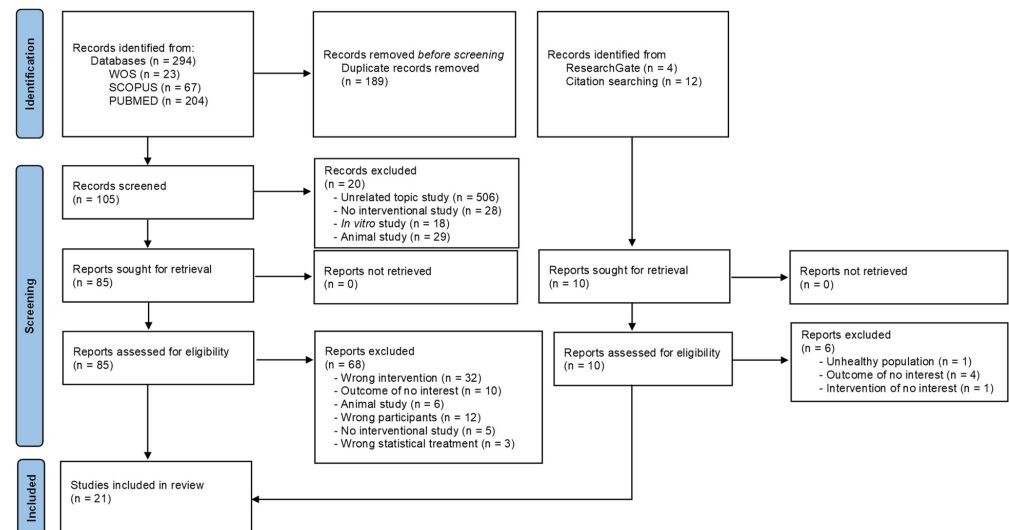 Identification
Records identified from:
Databases (n = 294)
WOS (n = 23)
SCOPUS (n = 67)
PUBMED (n = 204)
Records removed before screening
Duplicate records removed
(n = 189)
Records identified from
ResearchGate (n = 4)
Citation searching (n = 12)
Screening
Records screened
(n = 105)
Records excluded
(n = 20)
- Unrelated topic study (n = 506)
- No interventional study (n = 28)
- In vitro study (n = 18)
- Animal study (n = 29)
Reports sought for retrieval
(n = 85)
Reports not retrieved
(n = 0)
Reports sought for retrieval
(n = 10)
Reports not retrieved
(n = 0)
Reports assessed for eligibility
(n = 85)
Reports excluded
(n = 68)
- Wrong intervention (n = 32)
- Outcome of no interest (n = 10)
- Animal study (n = 6)
- Wrong participants (n = 12)
- No interventional study (n = 5)
- Wrong statistical treatment (n = 3)
Reports assessed for eligibility
(n = 10)
Reports excluded
(n = 6)
- Unhealthy population (n = 1)
- Outcome of no interest (n = 4)
- Intervention of no interest (n = 1)
Included
Studies included in review
(n = 21)